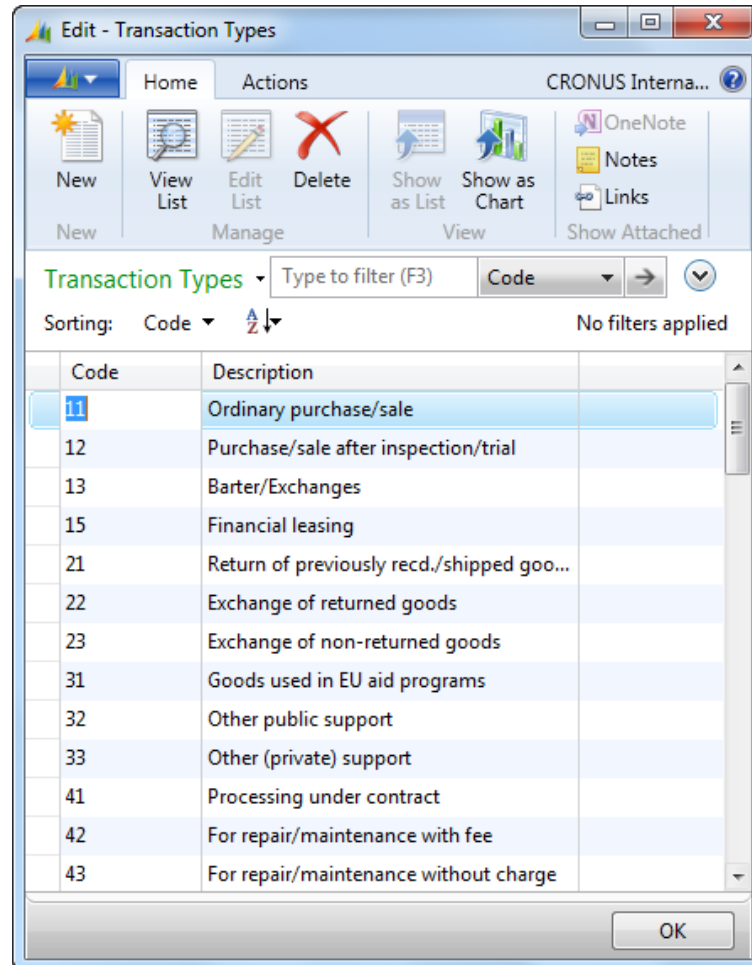 Edit - Transaction Types
Home Actions CRONUS Interna...
New View List Edit List Delete Show as List Show as Chart OneNote
Notes
Links
New Manage View Show Attached
Transaction Types Type to filter (F3) Code
Sorting: Code A Z No filters applied
Code Description
11 Ordinary purchase/sale
12 Purchase/sale after inspection/trial
13 Barter/Exchanges
15 Financial leasing
21 Return of previously recd./shipped goo...
22 Exchange of returned goods
23 Exchange of non-returned goods
31 Goods used in EU aid programs
32 Other public support
33 Other (private) support
41 Processing under contract
42 For repair/maintenance with fee
43 For repair/maintenance without charge
OK